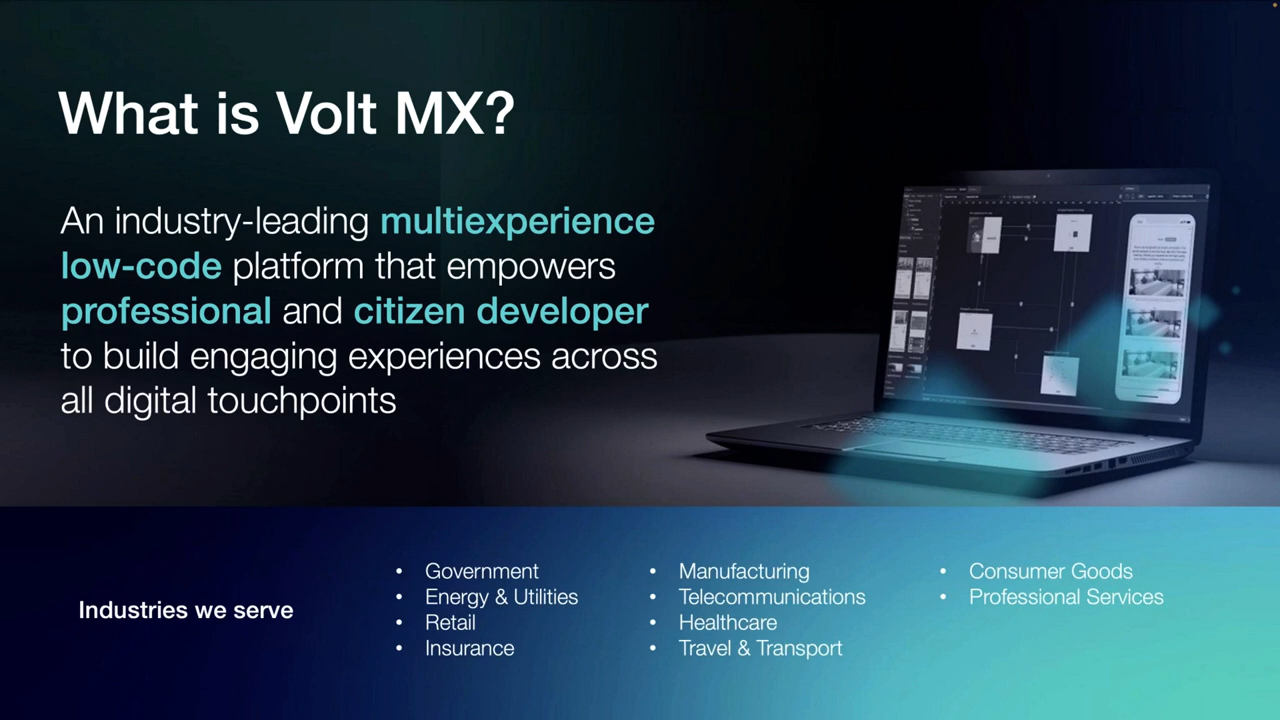 What is Volt MX?
An industry-leading multiexperience
low-code platform that empowers
professional and citizen developer
to build engaging experiences across
all digital touchpoints
Industries we serve
• Government
• Energy & Utilities
• Retail
• Insurance
• Manufacturing
• Telecommunications
• Healthcare
• Travel & Transport
• Consumer Goods
• Professional Services